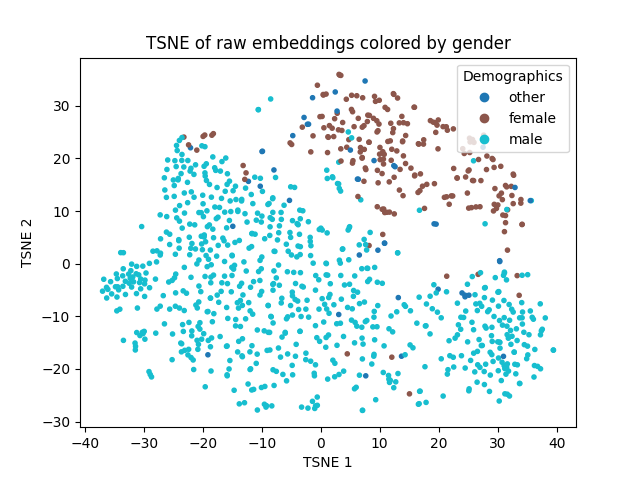 TSNE of raw embeddings colored by gender
Demographics
other
female
male
TSNE 2
30
20
10
0
−10
−20
−30
−40
−30
−20
−10
0
10
20
30
40
TSNE 1